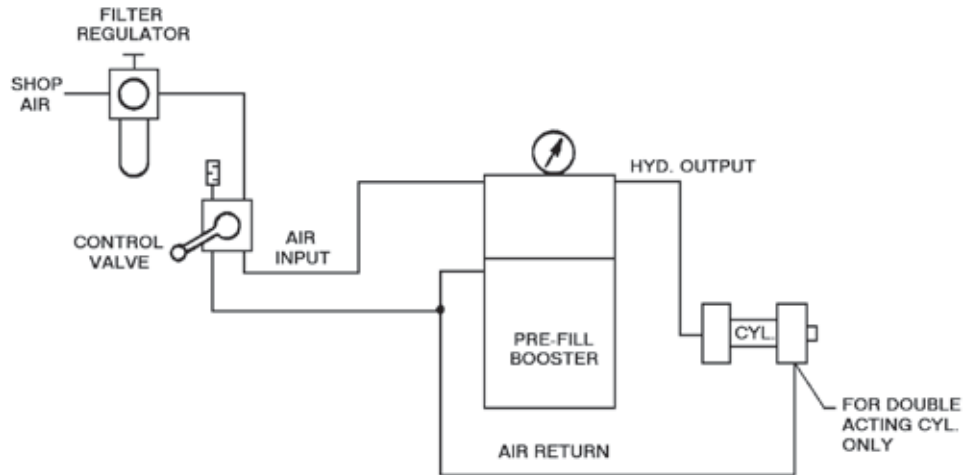 FILTER
REGULATOR
SHOP
AIR
HYD. OUTPUT
CONTROL
VALVE
AIR
INPUT
PRE-FILL
BOOSTER
CYL.
FOR DOUBLE
ACTING CYL.
ONLY
AIR RETURN